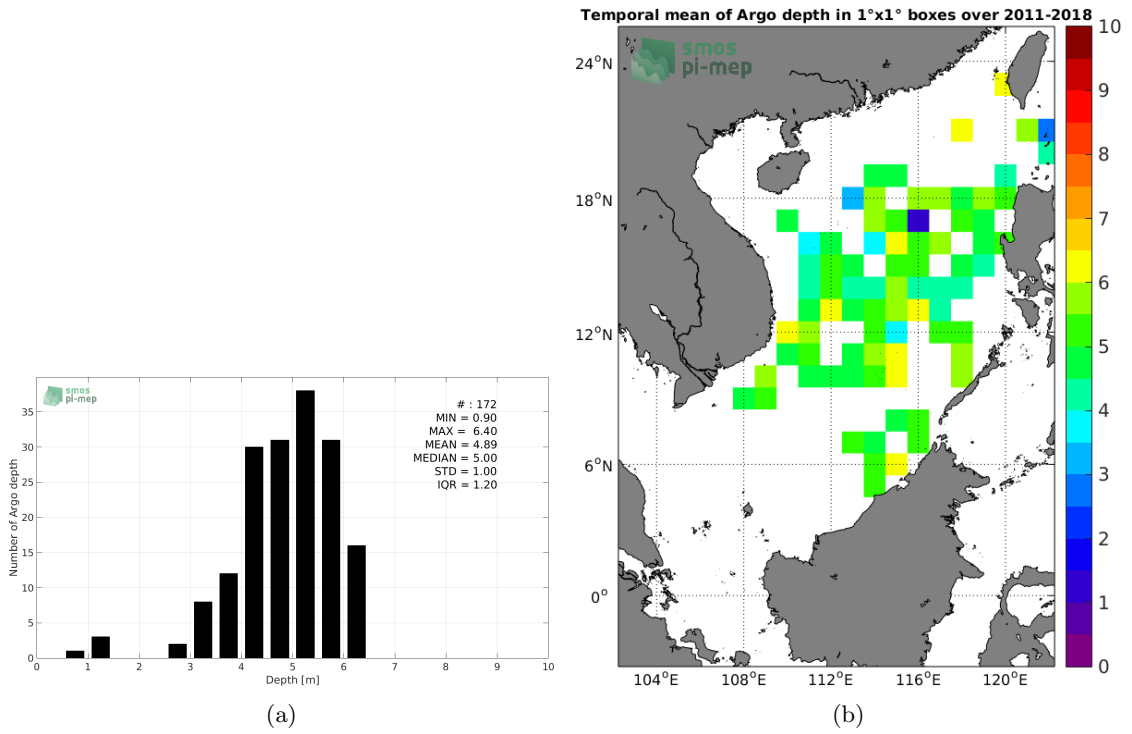 smos
pi-mep
# : 172
MIN = 0.90
MAX = 6.40
MEAN = 4.89
MEDIAN = 5.00
STD = 1.00
IQR = 1.20
Number of Argo depth
35
30
25
20
15
10
5
0
0 1 2 3 4 5 6 7 8 9 10
Depth [m]
(a)
Temporal mean of Argo depth in 1°x1° boxes over 2011-2018
smos
pi-mep
24°N
18°N
12°N
6°N
0°
104°E 108°E 112°E 116°E 120°E
10
9
8
7
6
5
4
3
2
1
0
(b)